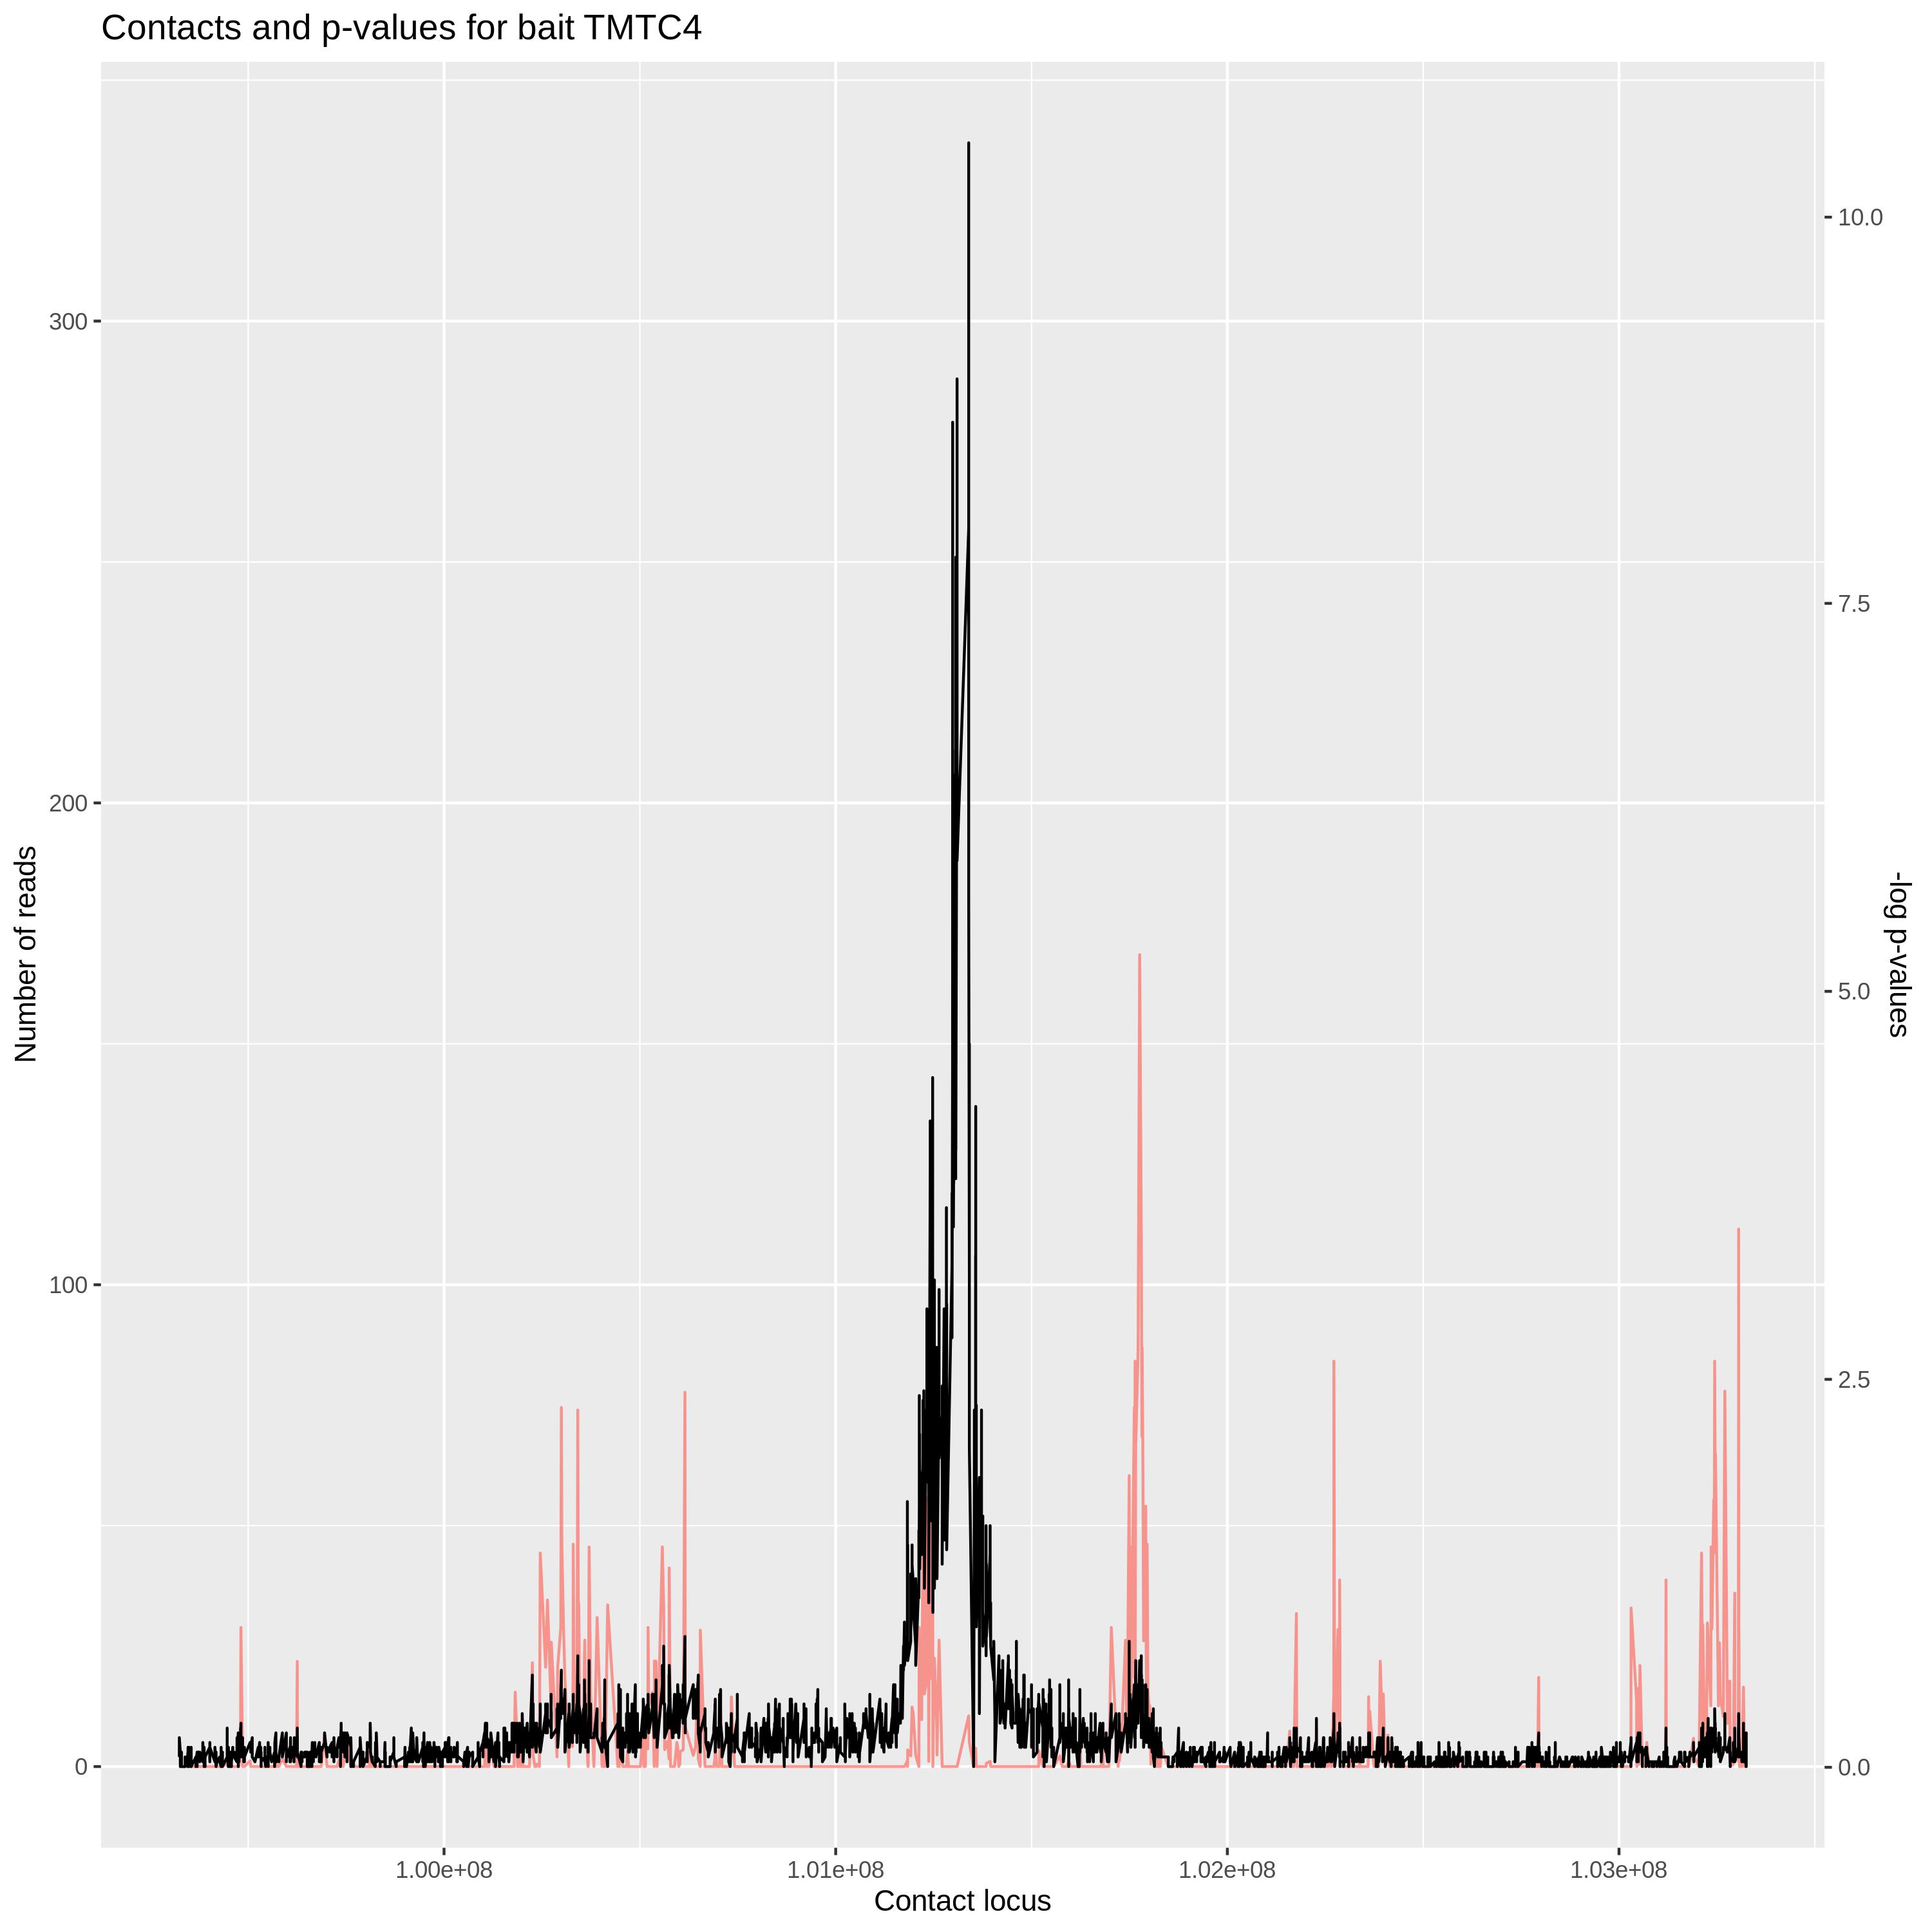 Contacts and p-values for bait TMTC4
Number of reads
300
200
100
0
10.0
7.5
5.0
2.5
0.0
-log p-values
1.00e+08
1.01e+08
1.02e+08
1.03e+08
Contact locus